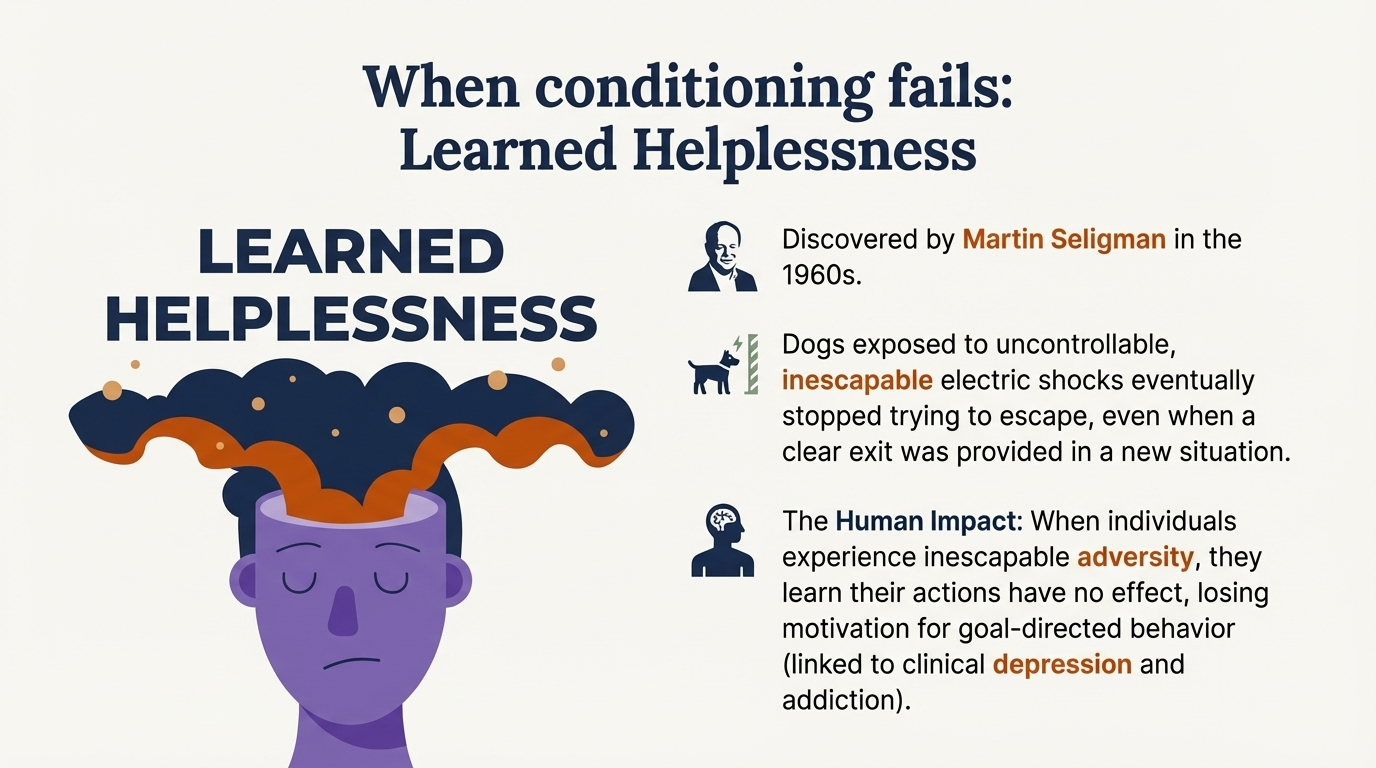 When conditioning fails:
Learned Helplessness
LEARNED
HELPLESSNESS
Discovered by Martin Seligman in the
1960s.
Dogs exposed to uncontrollable,
inescapable electric shocks eventually
stopped trying to escape, even when a
clear exit was provided in a new situation.
The Human Impact: When individuals
experience inescapable adversity, they
learn their actions have no effect, losing
motivation for goal-directed behavior
(linked to clinical depression and
addiction).